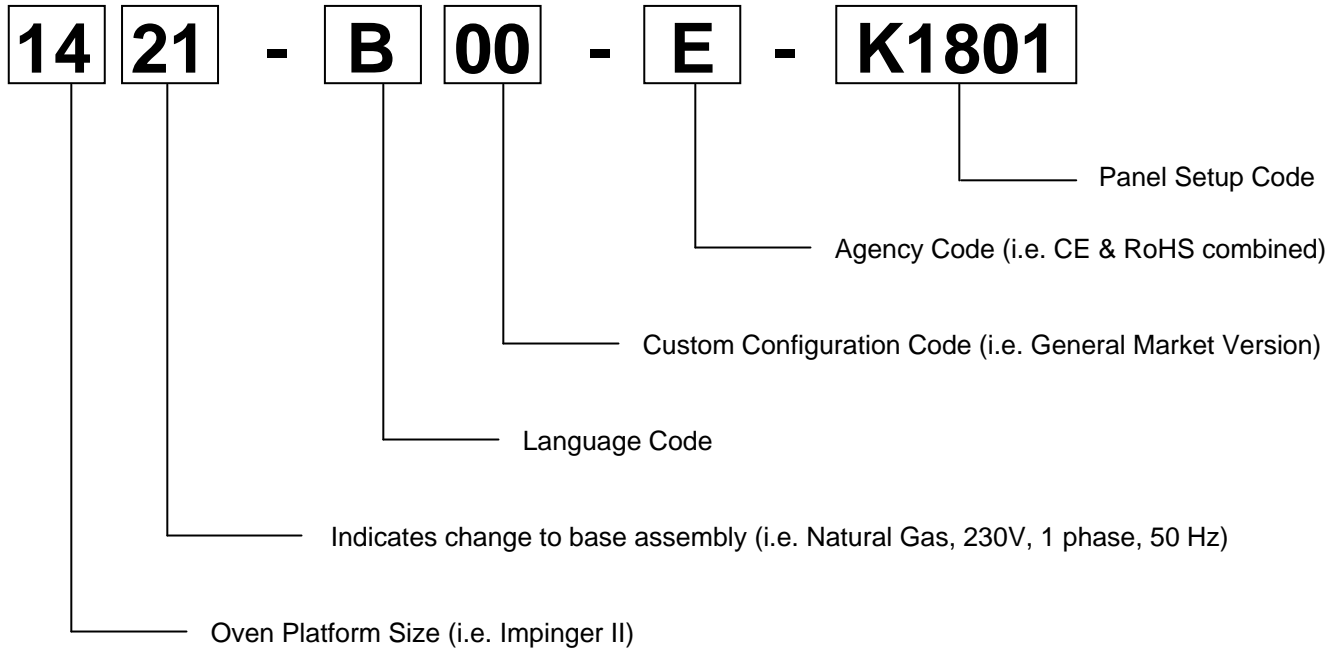 14 21 - B 00 - E - K1801
Panel Setup Code
Agency Code (i.e. CE & RoHS combined)
Custom Configuration Code (i.e. General Market Version)
Language Code
Indicates change to base assembly (i.e. Natural Gas, 230V, 1 phase, 50 Hz)
Oven Platform Size (i.e. Impinger II)